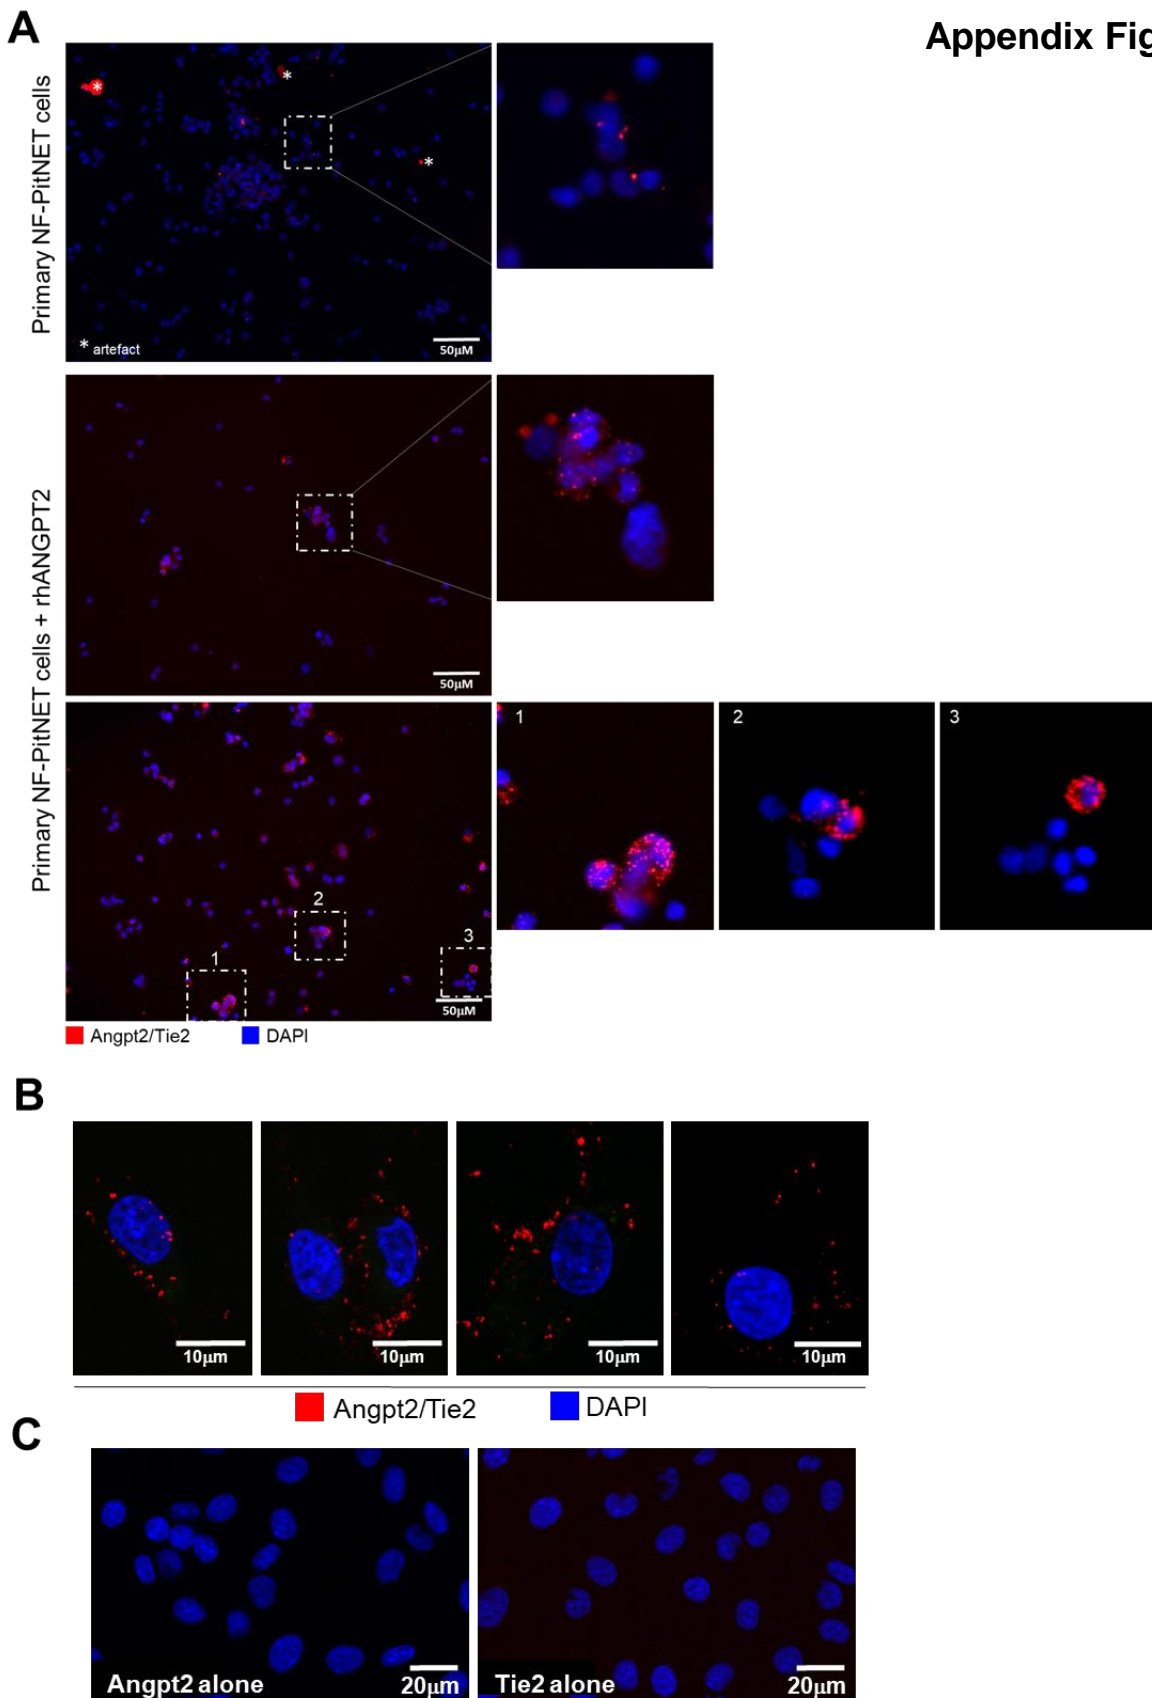 A
Appendix Fig
Primary NF-PitNET cells
*
*
*
* artefact
50µM
Primary NF-PitNET cells + rhANGPT2
50µM
1
2
3
1
2
3
50µM
Angpt2/Tie2
DAPI
B
10µm
10µm
10µm
10µm
Angpt2/Tie2
DAPI
C
Angpt2 alone
20µm
Tie2 alone
20µm